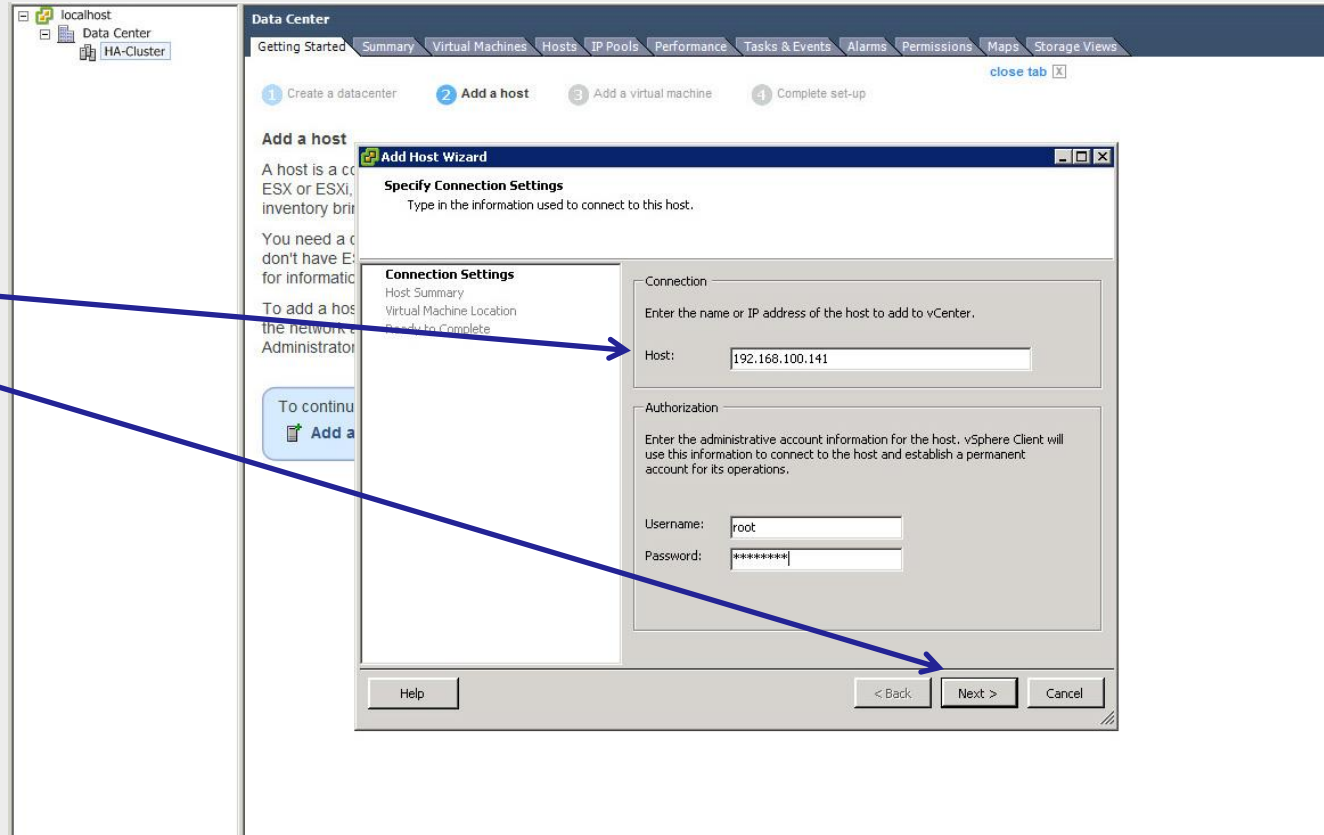 localhost
Data Center
HA-Cluster
Data Center
Getting Started Summary Virtual Machines Hosts IP Pools Performance Tasks & Events Alarms Permissions Maps Storage Views
close tab X
1 Create a datacenter 2 Add a host 3 Add a virtual machine 4 Complete set-up
Add a host
A host is a
ESX or ESXi,
inventory
You need a
don't have
for
To add a
the network
Administrator
To
Add a
Add Host Wizard
Specify Connection Settings
Type in the information used to connect to this host.
Connection Settings
Host Summary
Virtual Machine Location
Ready to Complete
Connection
Enter the name or IP address of the host to add to vCenter.
Host: 192.168.100.141
Authorization
Enter the administrative account information for the host. vSphere Client will
use this information to connect to the host and establish a permanent
account for its operations.
Username: root
Password: ********
Help < Back Next > Cancel